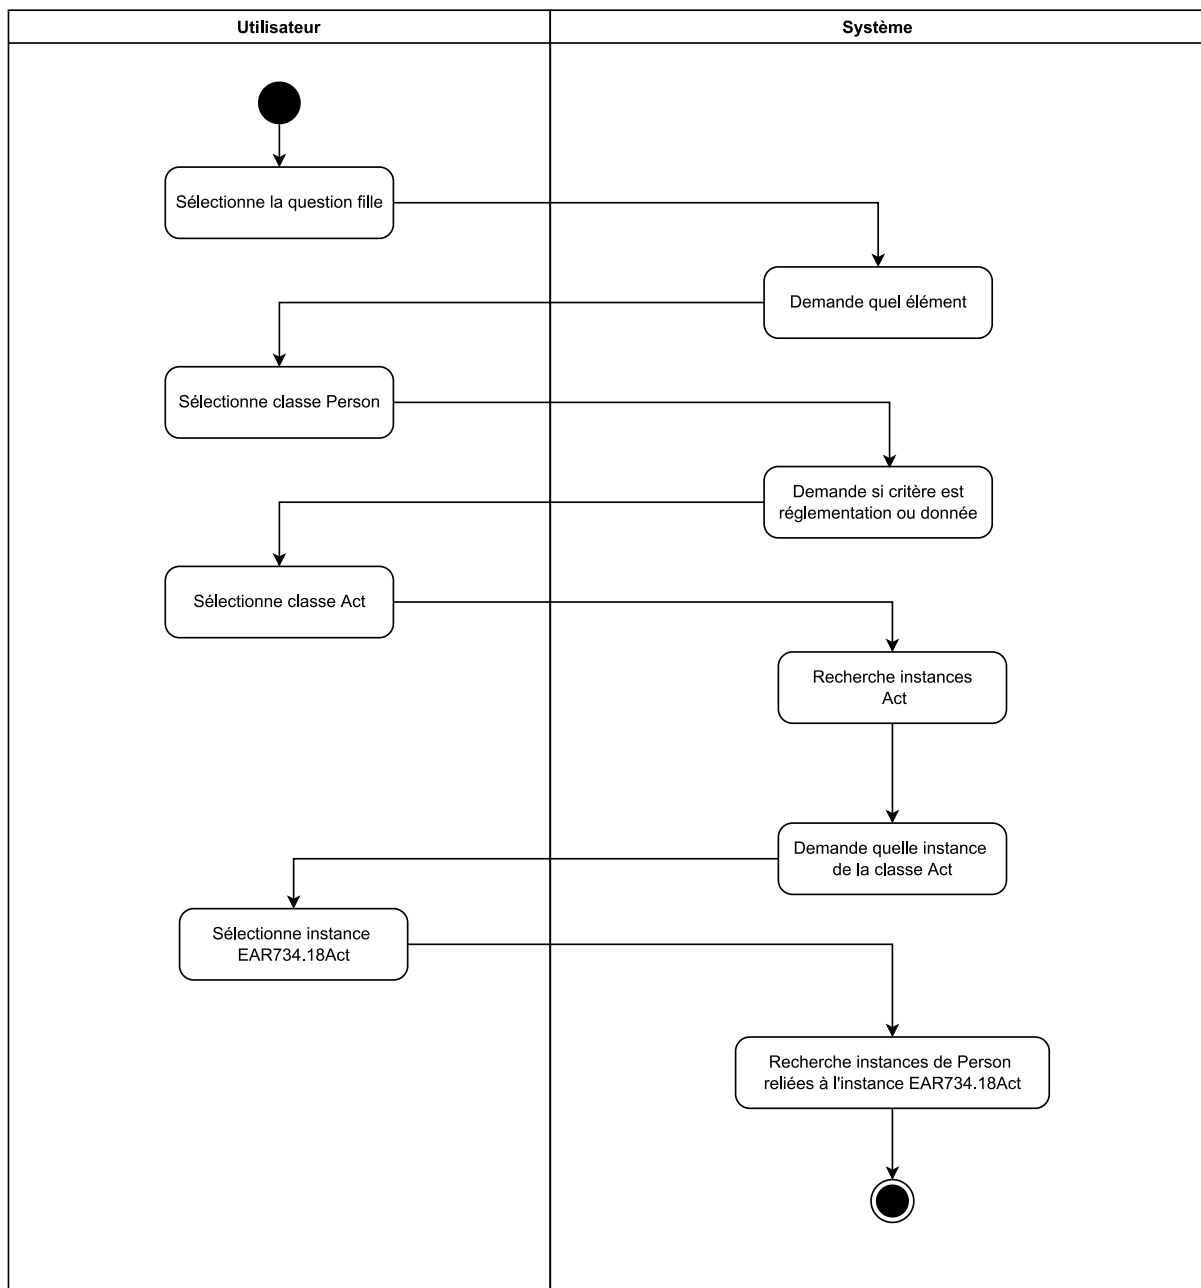 Utilisateur
Système
Sélectionne la question fille
Demande quel élément
Sélectionne classe Person
Demande si critère est
réglementation ou donnée
Sélectionne classe Act
Recherche instances
Act
Demande quelle instance
de la classe Act
Sélectionne instance
EAR734.18Act
Recherche instances de Person
reliées à l'instance EAR734.18Act